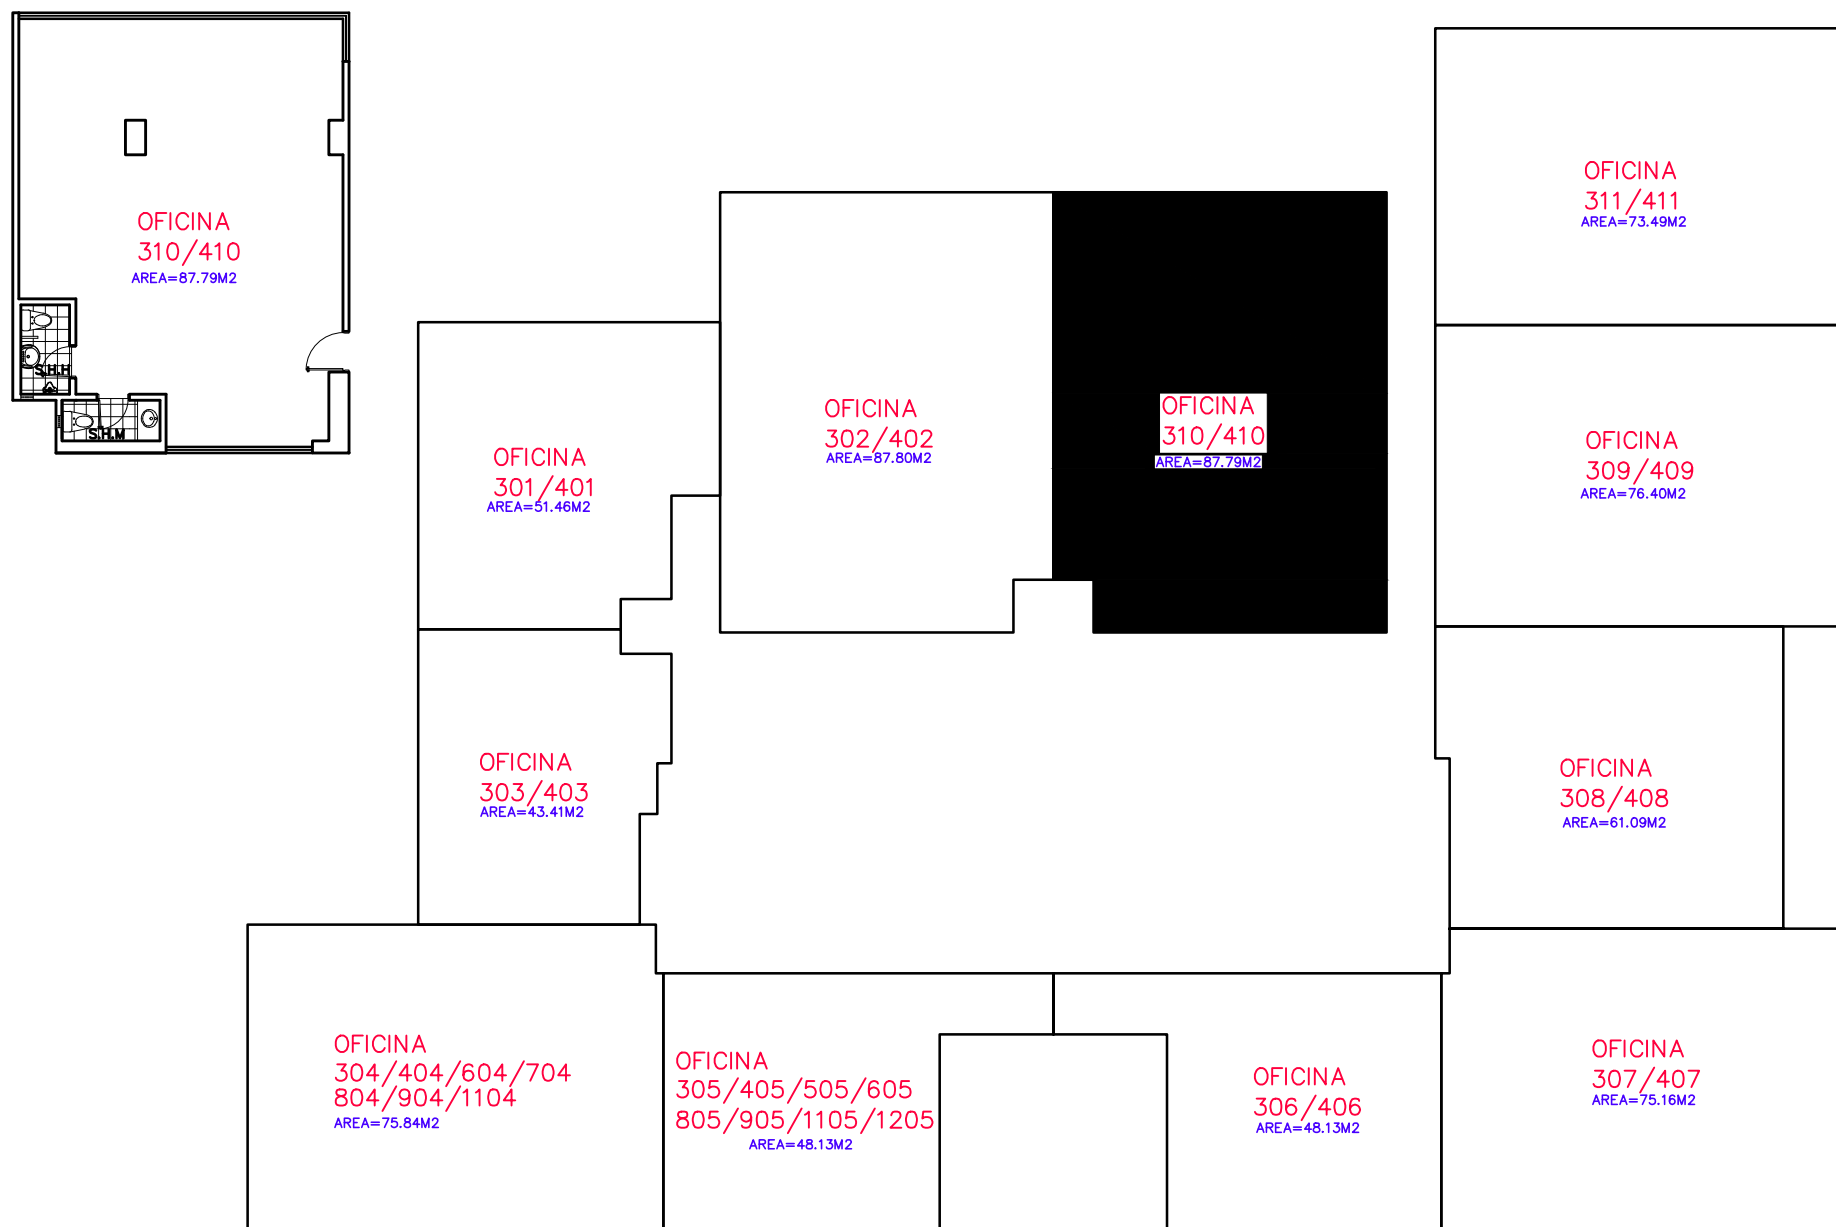 OFICINA
310/410
AREA=87.79M2
S.H.H
S.H.M
OFICINA
311/411
AREA=73.49M2
OFICINA
302/402
AREA=87.80M2
OFICINA
310/410
AREA=87.79M2
OFICINA
301/401
AREA=51.46M2
OFICINA
309/409
AREA=76.40M2
OFICINA
303/403
AREA=43.41M2
OFICINA
308/408
AREA=61.09M2
OFICINA
304/404/604/704
804/904/1104
AREA=75.84M2
OFICINA
305/405/505/605
805/905/1105/1205
AREA=48.13M2
OFICINA
306/406
AREA=48.13M2
OFICINA
307/407
AREA=75.16M2